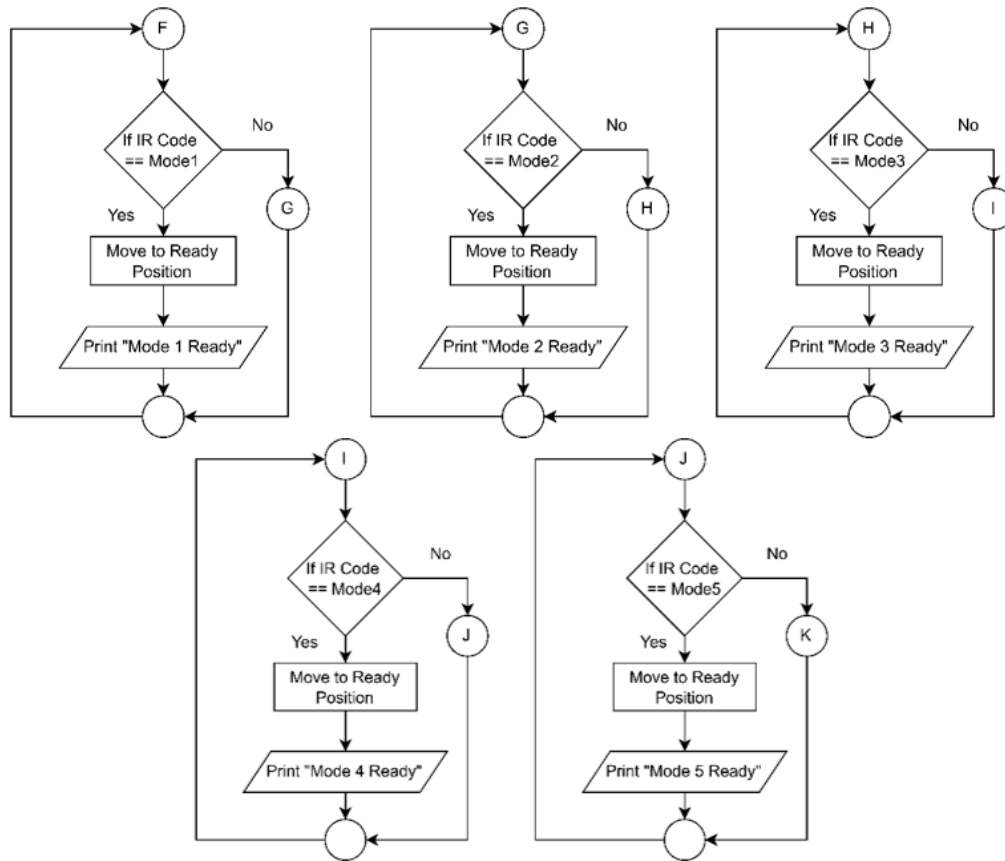 F
If IR Code
== Mode1
No
G
Yes
Move to Ready
Position
Print "Mode 1 Ready"
G
If IR Code
== Mode2
No
H
Yes
Move to Ready
Position
Print "Mode 2 Ready"
H
If IR Code
== Mode3
No
I
Yes
Move to Ready
Position
Print "Mode 3 Ready"
I
If IR Code
== Mode4
No
J
Yes
Move to Ready
Position
Print "Mode 4 Ready"
J
If IR Code
== Mode5
No
K
Yes
Move to Ready
Position
Print "Mode 5 Ready"